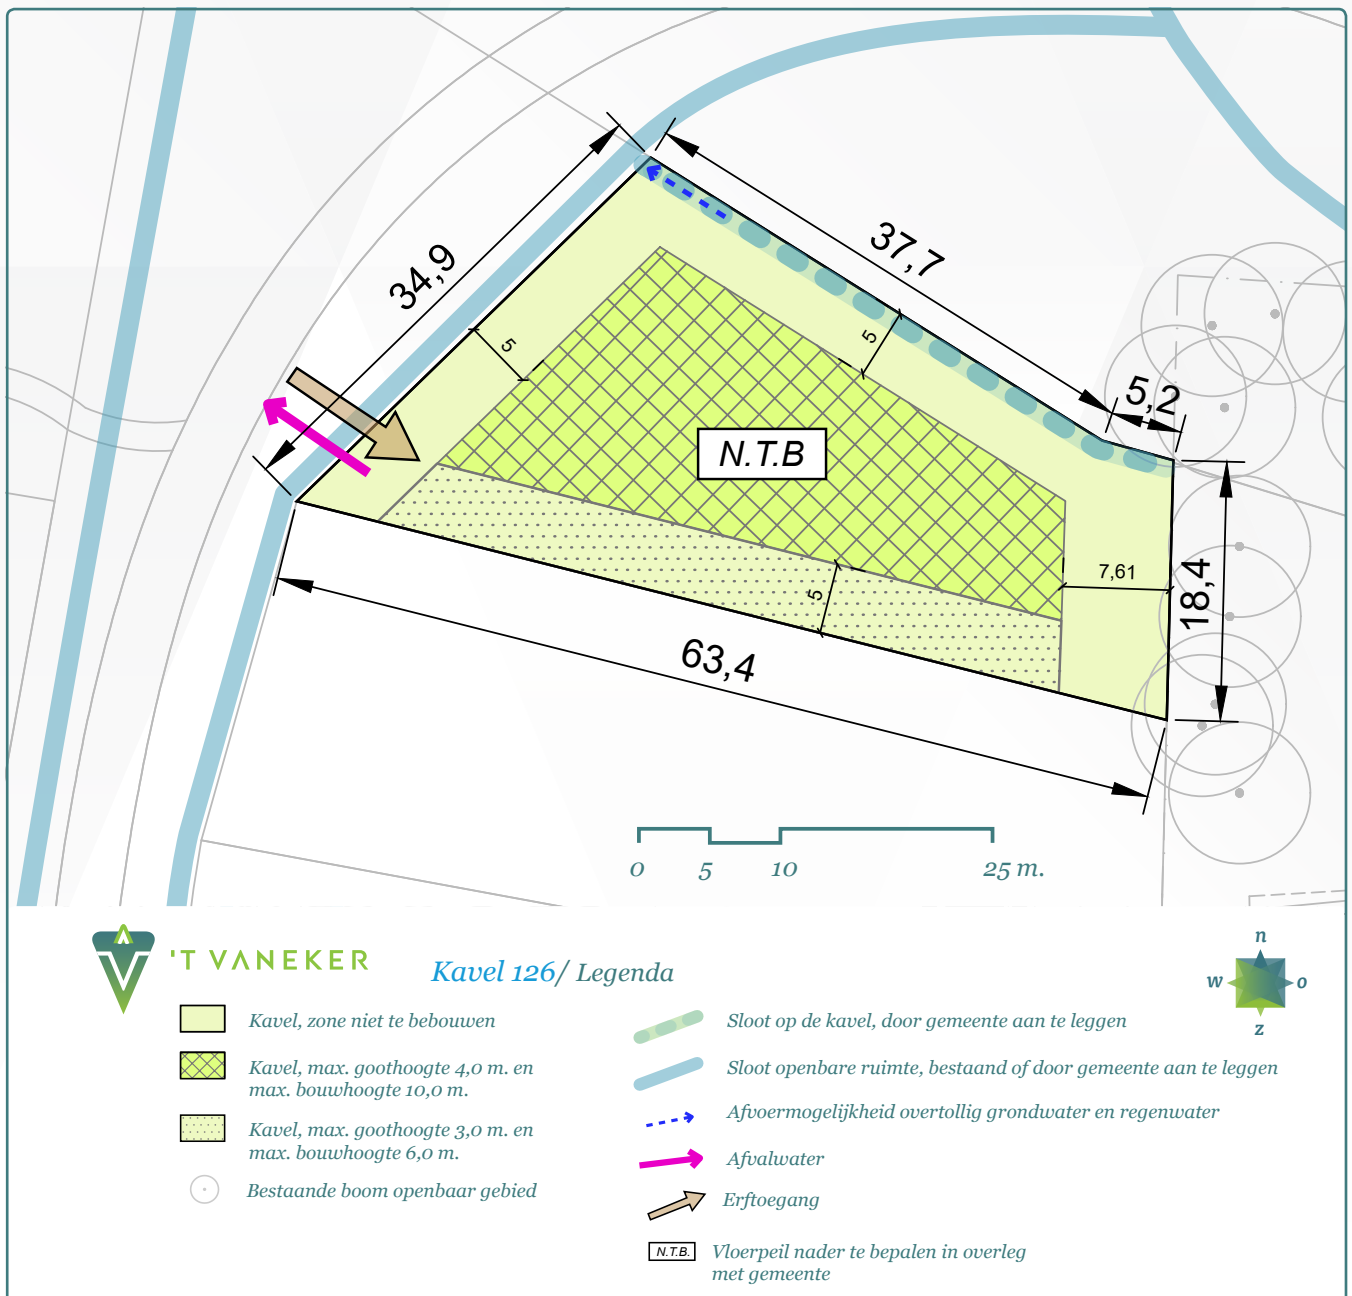 34,9
37,7
5,2
5
5
N.T.B
7,61
18,4
5
63,4
0 5 10 25 m.
'T VANEKER
Kavel 126/ Legenda
n
w o
z
Kavel, zone niet te bebouwen
Kavel, max. goothoogte 4,0 m. en
max. bouwhoogte 10,0 m.
Kavel, max. goothoogte 3,0 m. en
max. bouwhoogte 6,0 m.
Bestaande boom openbaar gebied
Sloot op de kavel, door gemeente aan te leggen
Sloot openbare ruimte, bestaand of door gemeente aan te leggen
Afvoermogelijkheid overtollig grondwater en regenwater
Afvalwater
Erftoegang
N.T.B.
Vloerpeil nader te bepalen in overleg
met gemeente